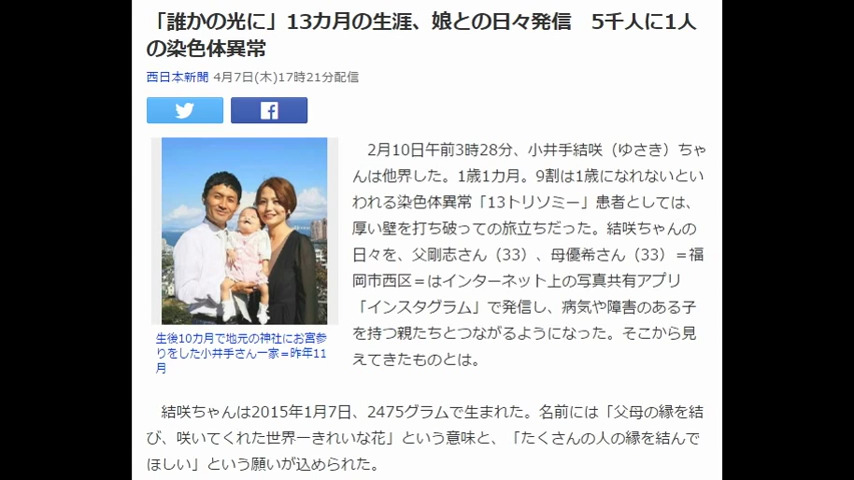 「誰かの光に」13カ月の生涯、娘との日々発信　5千人に1人
の染色体異常
西日本新聞 4月7日(木)17時21分配信
2月10日午前3時28分、小井手結咲（ゆさき）ちゃ
んは他界した。1歳1カ月。9割は1歳になれないとい
われる染色体異常「13トリソミー」患者としては、
厚い壁を打ち破っての旅立ちだった。結咲ちゃんの
日々を、父剛志さん（33）、母優希さん（33）＝福
岡市西区＝はインターネット上の写真共有アプリ
「インスタグラム」で発信し、病気や障害のある子
を持つ親たちとつながるようになった。そこから見
えてきたものとは。
生後10カ月で地元の神社にお宮参
りをした小井手さん一家＝昨年11
月
結咲ちゃんは2015年1月7日、2475グラムで生まれた。名前には「父母の縁を結
び、咲いてくれた世界一きれいな花」という意味と、「たくさんの人の縁を結んで
ほしい」という願いが込められた。